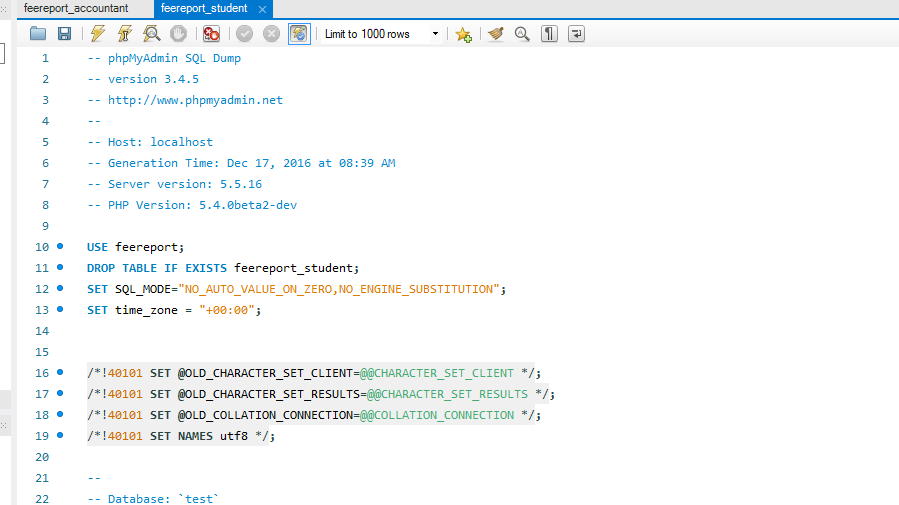 feereport_accountant feereport_student
Limit to 1000 rows
1 -- phpMyAdmin SQL Dump
2 -- version 3.4.5
3 -- http://www.phpmyadmin.net
4 --
5 -- Host: localhost
6 -- Generation Time: Dec 17, 2016 at 08:39 AM
7 -- Server version: 5.5.16
8 -- PHP Version: 5.4.0beta2-dev
9
10 USE feereport;
11 DROP TABLE IF EXISTS feereport_student;
12 SET SQL_MODE="NO_AUTO_VALUE_ON_ZERO,NO_ENGINE_SUBSTITUTION";
13 SET time_zone = "+00:00";
14
15
16 /*!40101 SET @OLD_CHARACTER_SET_CLIENT=@@CHARACTER_SET_CLIENT */;
17 /*!40101 SET @OLD_CHARACTER_SET_RESULTS=@@CHARACTER_SET_RESULTS */;
18 /*!40101 SET @OLD_COLLATION_CONNECTION=@@COLLATION_CONNECTION */;
19 /*!40101 SET NAMES utf8 */;
20
21 --
22 -- Database: `test`